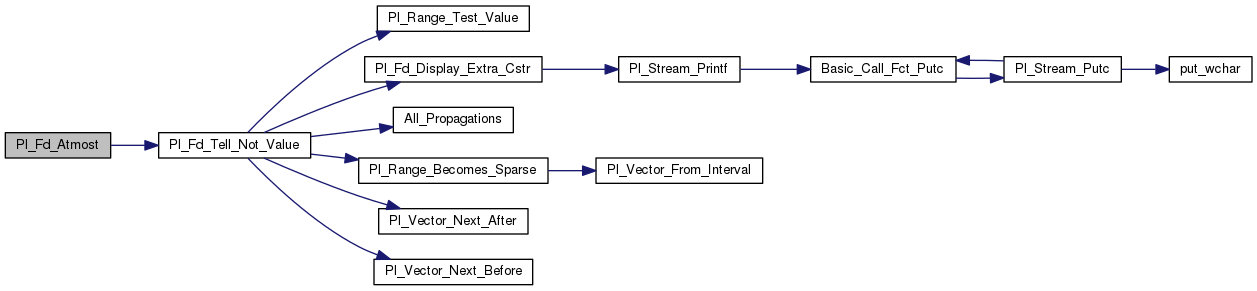 Pl_Fd_Atmost
Pl_Fd_Tell_Not_Value
Pl_Range_Test_Value
Pl_Fd_Display_Extra_Cstr
Pl_Stream_Printf
Basic_Call_Fct_Putc
Pl_Stream_Putc
put_wchar
All_Propagations
Pl_Range_Becomes_Sparse
Pl_Vector_From_Interval
Pl_Vector_Next_After
Pl_Vector_Next_Before